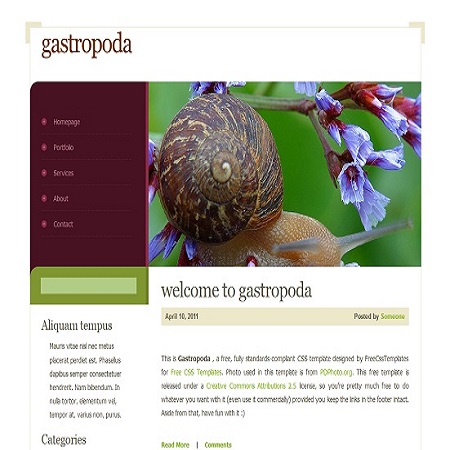 gastropoda
Homepage
Portfolio
Services
About
Contact
welcome to gastropoda
April 10, 2011 Posted by Someone
This is Gastropoda , a free, fully standards-compliant CSS template designed by FreeCssTemplates
for Free CSS Templates. Photo used in this template is from PDPhoto.org. This free template is
released under a Creative Commons Attributions 2.5 license, so you're pretty much free to do
whatever you want with it (even use it commercially) provided you keep the links in the footer intact.
Aside from that, have fun with it :)
Read More | Comments
Aliquam tempus
Mauris vitae nisl nec metus
placerat perdiet est. Phasellus
dapibus semper consectetuer
hendrerit. Nam bibendum. In
nulla tortor, elementum vel,
tempor at, varius non, purus.
Categories